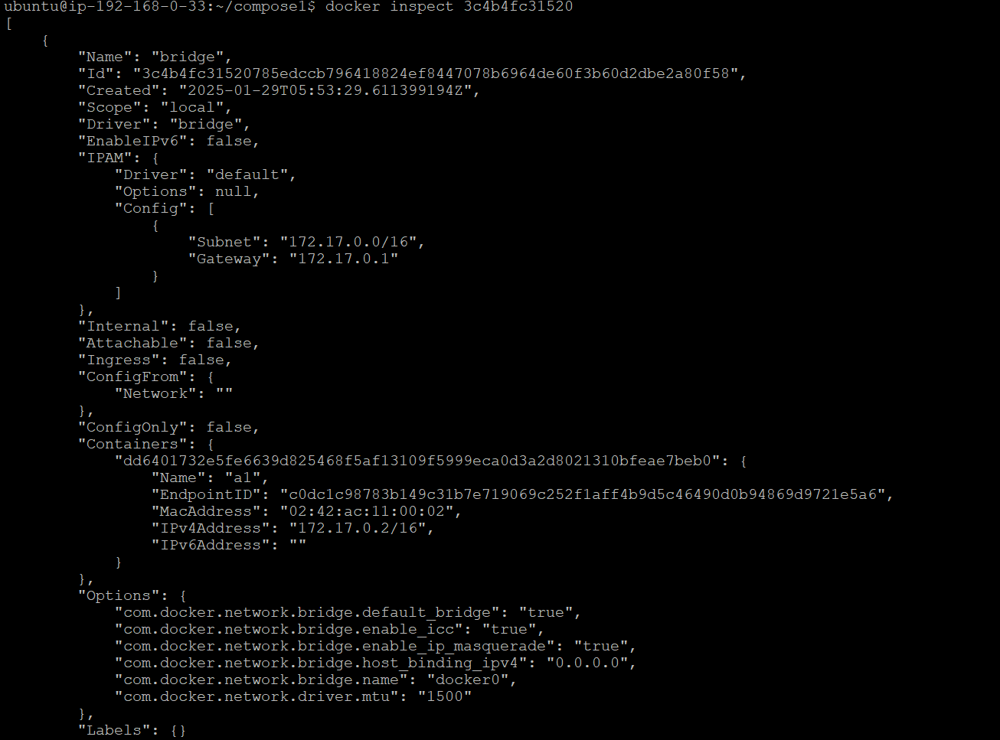 ubuntu@ip-192-168-0-33:~/compose1$ docker inspect 3c4b4fc31520
[
    {
        "Name": "bridge",
        "Id": "3c4b4fc31520785edccb796418824ef8447078b6964de60f3b60d2dbe2a80f58",
        "Created": "2025-01-29T05:53:29.611399194Z",
        "Scope": "local",
        "Driver": "bridge",
        "EnableIPv6": false,
        "IPAM": {
            "Driver": "default",
            "Options": null,
            "Config": [
                {
                    "Subnet": "172.17.0.0/16",
                    "Gateway": "172.17.0.1"
                }
            ]
        },
        "Internal": false,
        "Attachable": false,
        "Ingress": false,
        "ConfigFrom": {
            "Network": ""
        },
        "ConfigOnly": false,
        "Containers": {
            "dd6401732e5fe6639d825468f5af13109f5999eca0d3a2d8021310bfeae7beb0": {
                "Name": "a1",
                "EndpointID": "c0dc1c98783b149c31b7e719069c252f1aff4b9d5c46490d0b94869d9721e5a6",
                "MacAddress": "02:42:ac:11:00:02",
                "IPv4Address": "172.17.0.2/16",
                "IPv6Address": ""
            }
        },
        "Options": {
            "com.docker.network.bridge.default_bridge": "true",
            "com.docker.network.bridge.enable_icc": "true",
            "com.docker.network.bridge.enable_ip_masquerade": "true",
            "com.docker.network.bridge.host_binding_ipv4": "0.0.0.0",
            "com.docker.network.bridge.name": "docker0",
            "com.docker.network.driver.mtu": "1500"
        },
        "Labels": {}